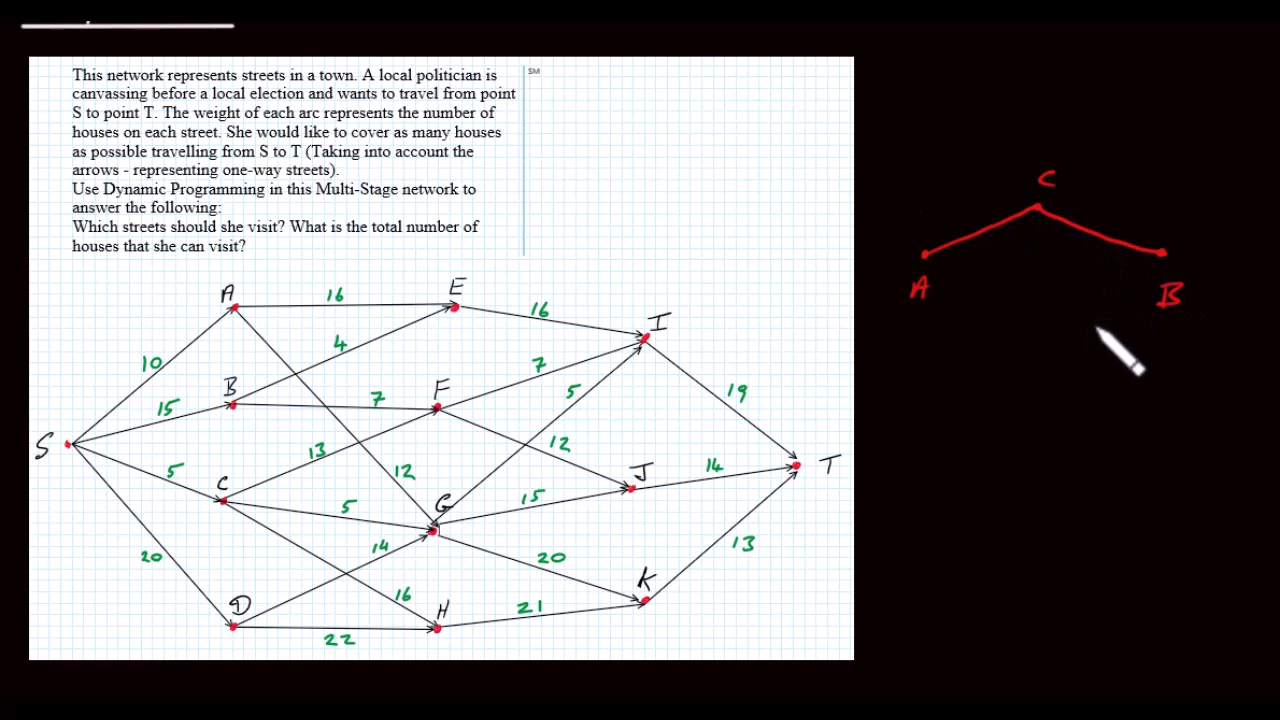 This network represents streets in a town. A local politician is
canvassing before a local election and wants to travel from point
S to point T. The weight of each arc represents the number of
houses on each street. She would like to cover as many houses
as possible travelling from S to T (Taking into account the
arrows - representing one-way streets).
Use Dynamic Programming in this Multi-Stage network to
answer the following:
Which streets should she visit? What is the total number of
houses that she can visit?
SM
C
A
B
A
16
E
16
I
10
4
7
5
19
B
15
7
F
S
13
12
12
J
14
T
5
C
5
G
15
20
14
20
13
16
K
D
H
21
22